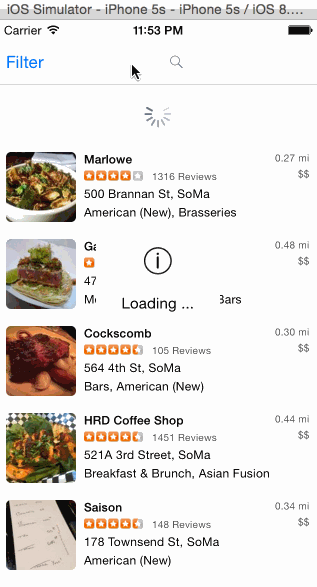 iOS Simulator - iPhone 5s - iPhone 5s / iOS 8....
Carrier 11:53 PM
Filter
Marlowe 0.27 mi
1316 Reviews $$
500 Brannan St, SoMa
American (New), Brasseries
Ga 0.48 mi
$$
47
Loading ...
Bars
Cockscomb 0.30 mi
105 Reviews $$
564 4th St, SoMa
Bars, American (New)
HRD Coffee Shop 0.44 mi
1451 Reviews $$
521A 3rd Street, SoMa
Breakfast & Brunch, Asian Fusion
Saison 0.34 mi
148 Reviews $$
178 Townsend St, SoMa
American (New)